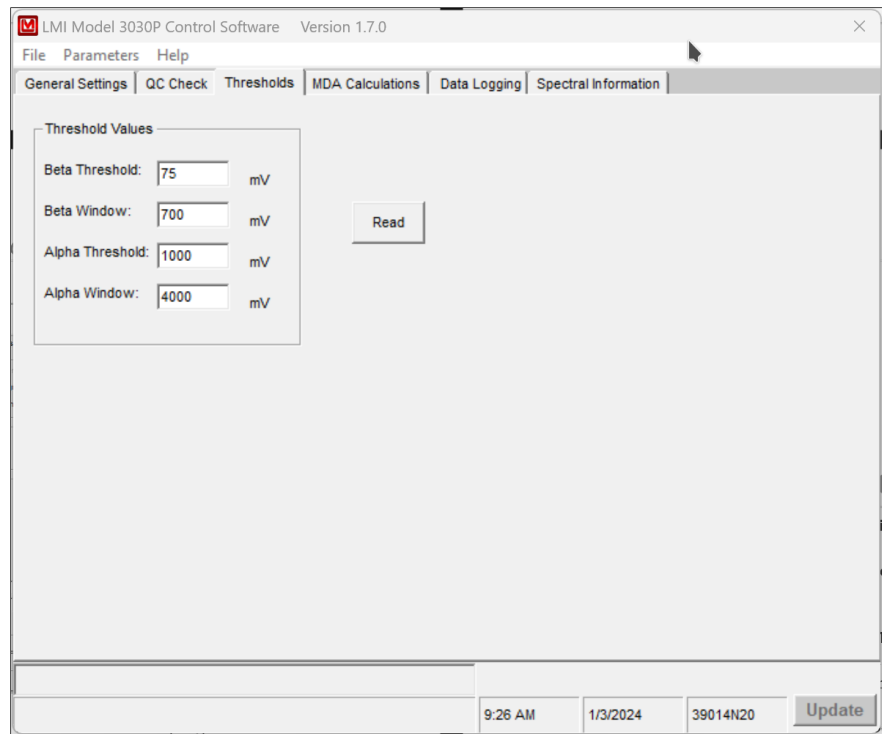 LMI Model 3030P Control Software Version 1.7.0
File Parameters Help
General Settings QC Check Thresholds MDA Calculations Data Logging Spectral Information
Threshold Values
Beta Threshold: 75 mV
Beta Window: 700 mV
Read
Alpha Threshold: 1000 mV
Alpha Window: 4000 mV
9:26 AM 1/3/2024 39014N20 Update